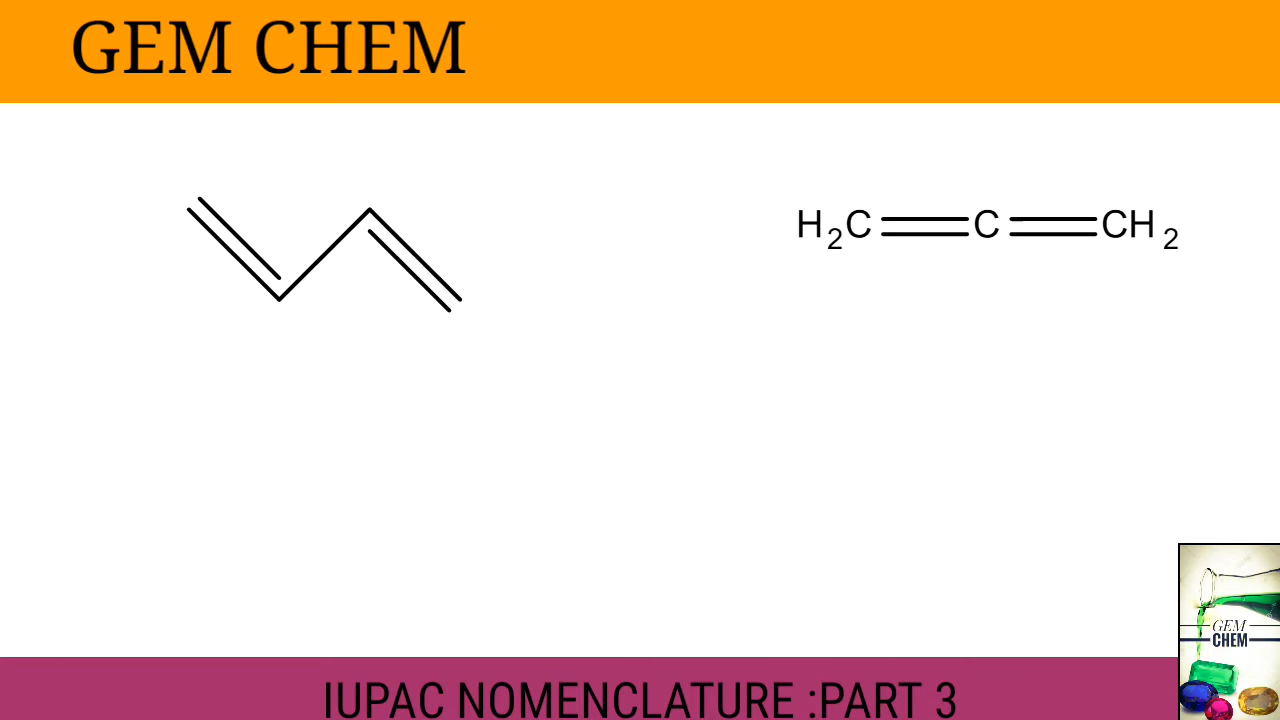 GEM CHEM
H2C C CH2
GEM
CHEM
IUPAC NOMENCLATURE :PART 3